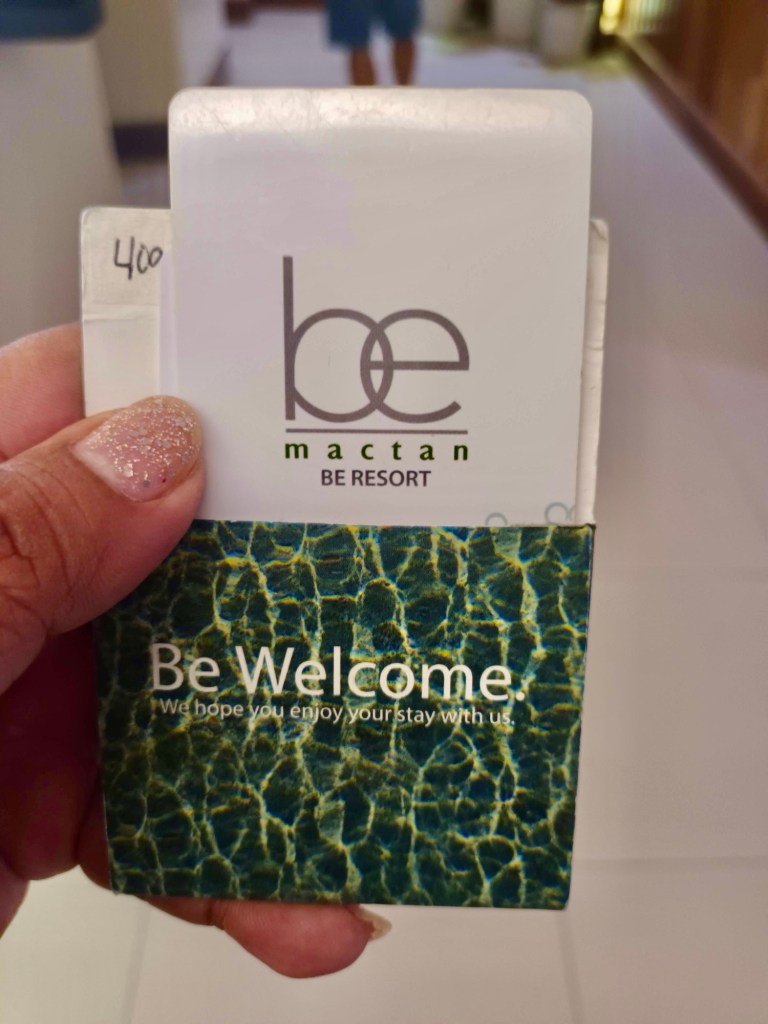 400
be
mactan
BE RESORT
Be Welcome.
We hope you enjoy your stay with us.